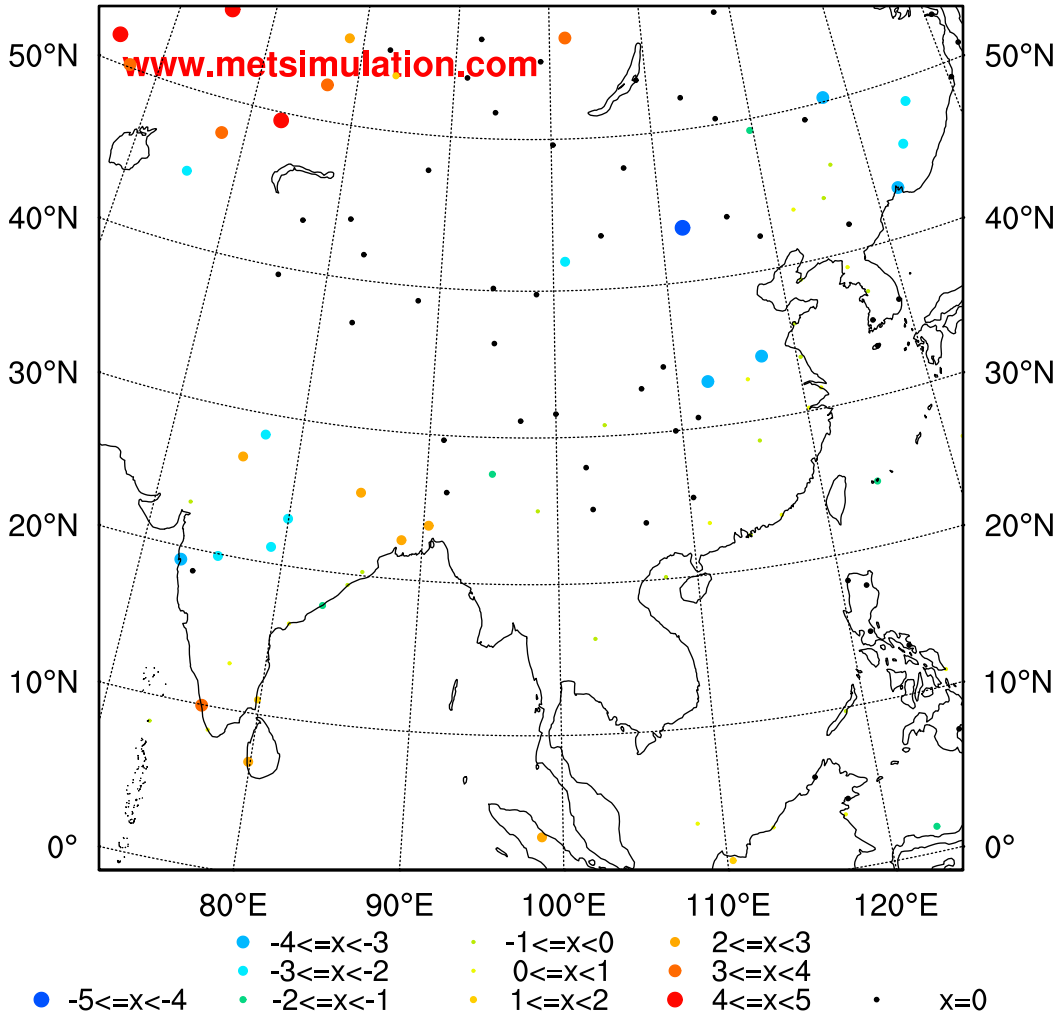 50°N 50°N
www.metsimulation.com
40°N 40°N
30°N 30°N
20°N 20°N
10°N 10°N
0° 0°
80°E 90°E 100°E 110°E 120°E
-4<=x<-3 -1<=x<0 2<=x<3
-3<=x<-2 0<=x<1 3<=x<4
-5<=x<-4 -2<=x<-1 1<=x<2 4<=x<5 x=0